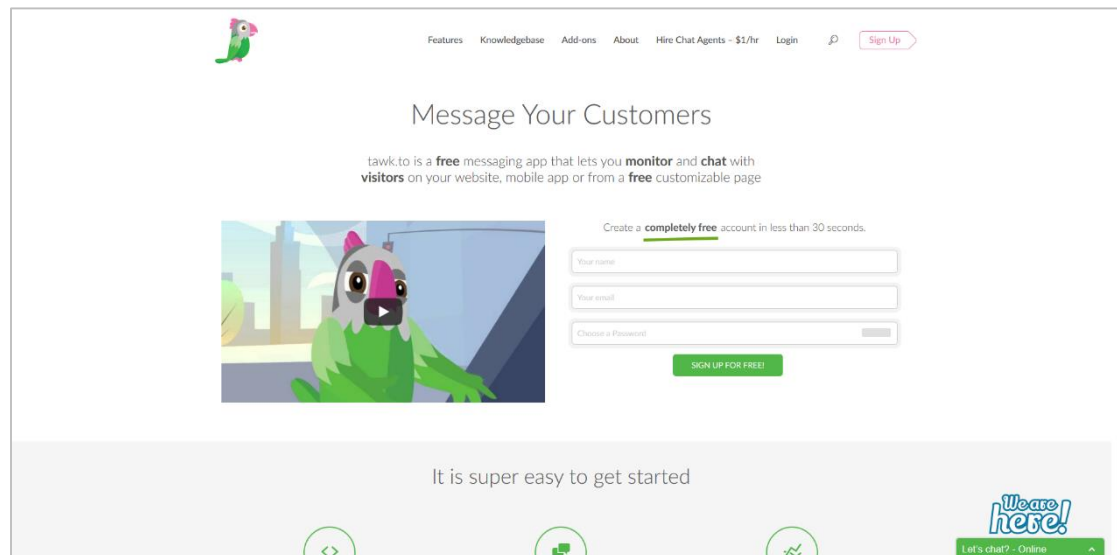 Features Knowledgebase Add-ons About Hire Chat Agents – $1/hr Login Sign Up
Message Your Customers
tawk.to is a free messaging app that lets you monitor and chat with
visitors on your website, mobile app or from a free customizable page
Create a completely free account in less than 30 seconds.
Your name
Your email
Choose a Password
SIGN UP FOR FREE!
It is super easy to get started
We are
here!
Let's chat? - Online